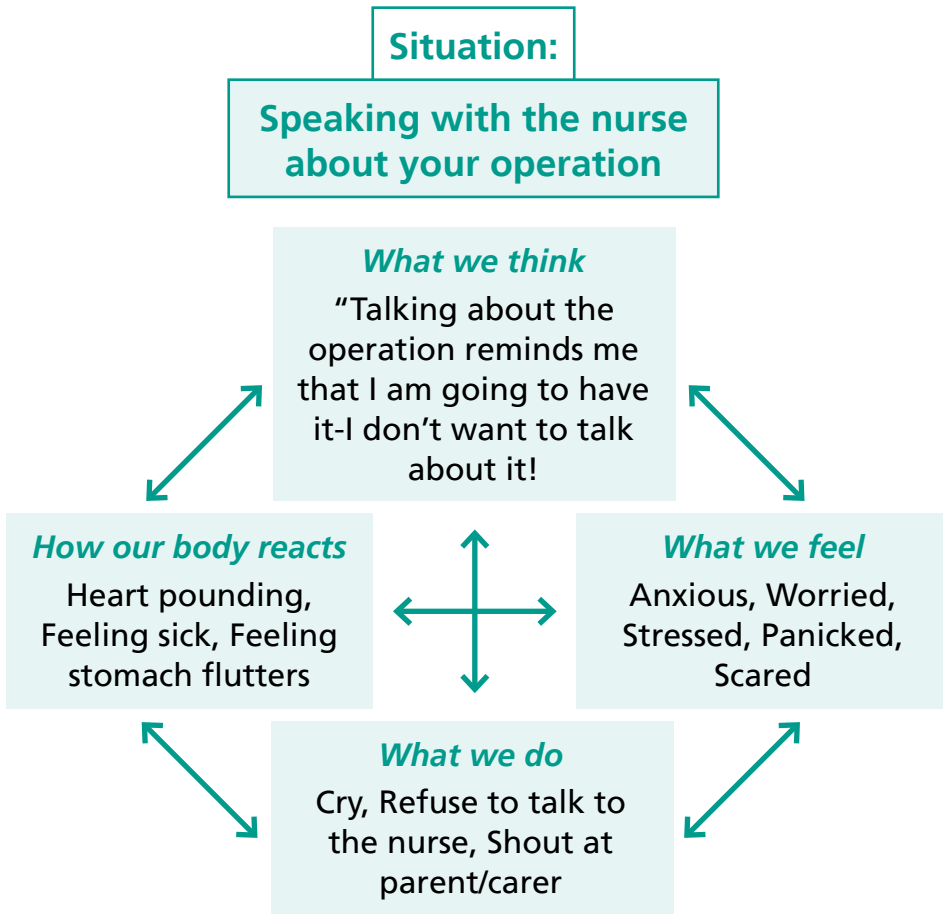 Situation:
Speaking with the nurse
about your operation
What we think
“Talking about the
operation reminds me
that I am going to have
it-I don’t want to talk
about it!
How our body reacts
Heart pounding,
Feeling sick, Feeling
stomach flutters
What we feel
Anxious, Worried,
Stressed, Panicked,
Scared
What we do
Cry, Refuse to talk to
the nurse, Shout at
parent/carer